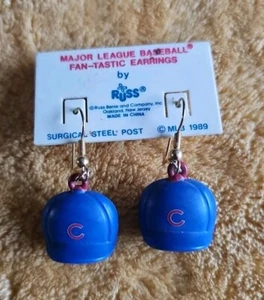 MAJOR LEAGUE BASEBALL®
FAN-TASTIC EARRINGS
by
RUSS®
© Russ Berrie and Company, Inc.
Oakland, New Jersey
MADE IN CHINA
SURGICAL STEEL POST © MLB 1989
C C